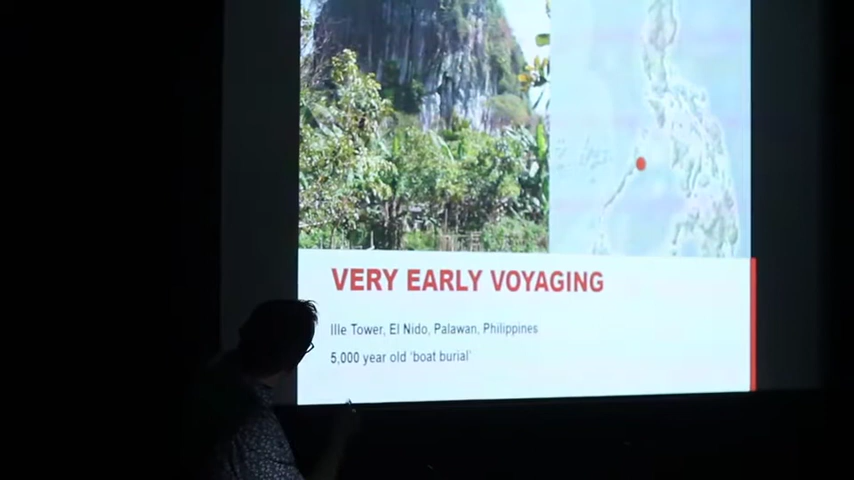 VERY EARLY VOYAGING
Ille Tower, El Nido, Palawan, Philippines
5,000 year old 'boat burial'